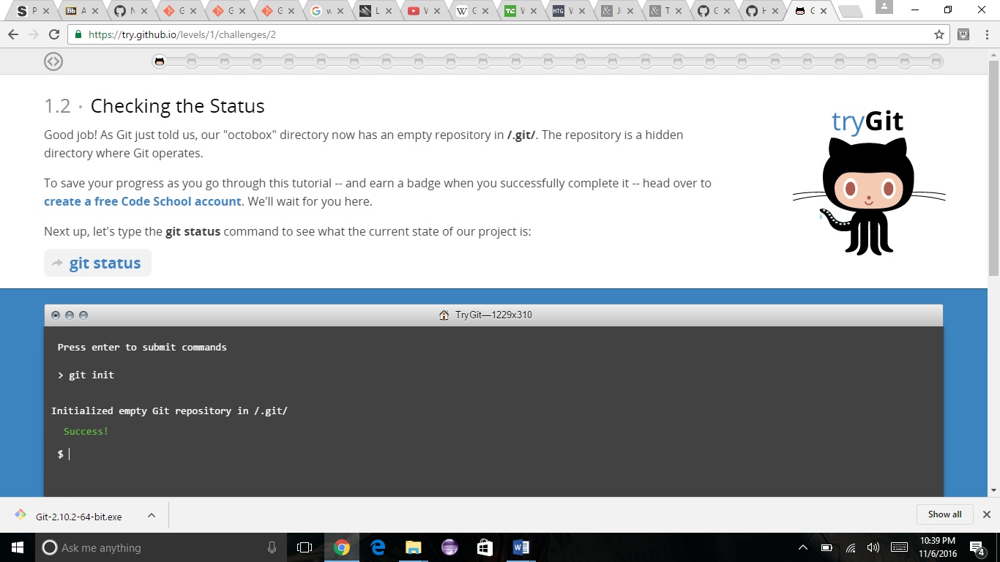 P
Bb A
N
G
G
G
G w
L
V
W G
TC V
HTG V
& J
& T
G
H
G
https://try.github.io/levels/1/challenges/2
1.2 · Checking the Status
tryGit
Good job! As Git just told us, our "octobox" directory now has an empty repository in /.git/. The repository is a hidden
directory where Git operates.
To save your progress as you go through this tutorial -- and earn a badge when you successfully complete it -- head over to
create a free Code School account. We'll wait for you here.
Next up, let's type the git status command to see what the current state of our project is:
git status
TryGit—1229x310
Press enter to submit commands
> git init
Initialized empty Git repository in /.git/
Success!
$
Git-2.10.2-64-bit.exe
Show all
Ask me anything
10:39 PM
11/6/2016
4